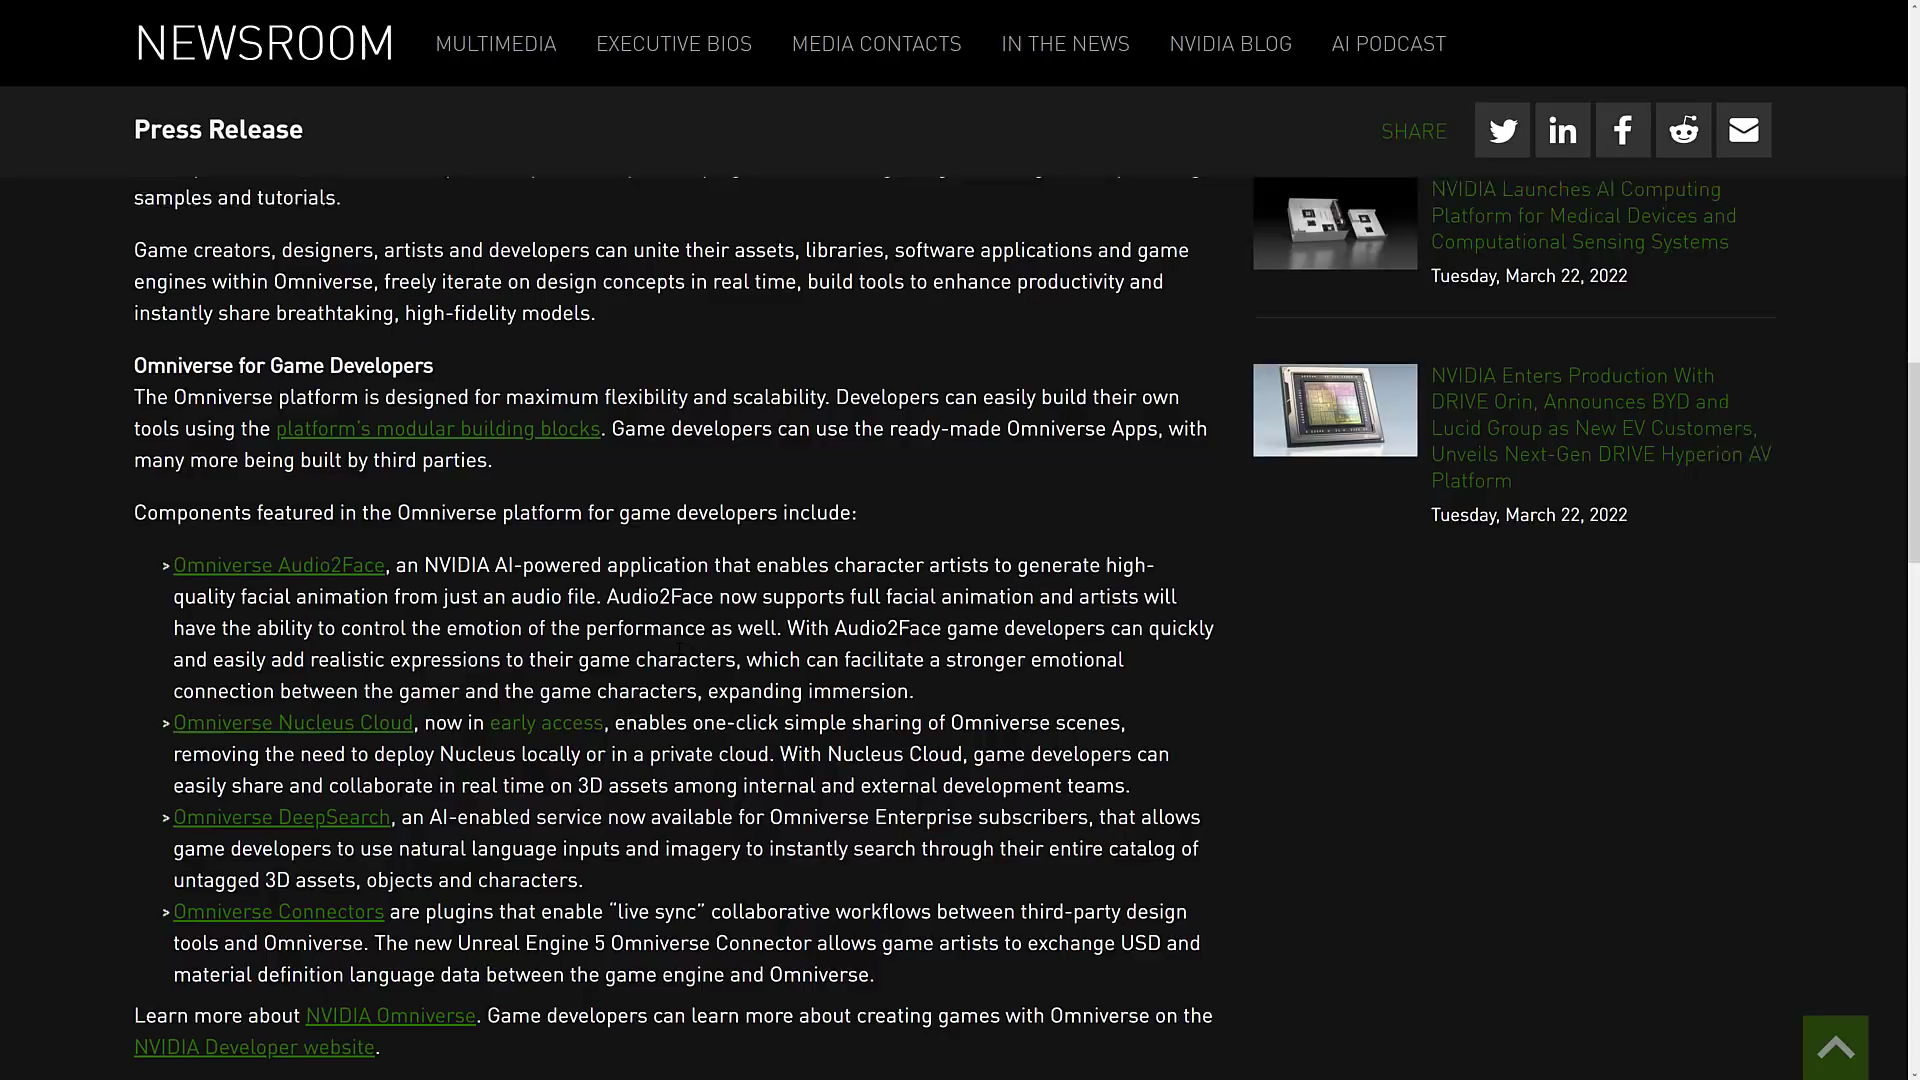 NEWSROOM MULTIMEDIA EXECUTIVE BIOS MEDIA CONTACTS IN THE NEWS NVIDIA BLOG AI PODCAST
Press Release
SHARE
samples and tutorials.
Game creators, designers, artists and developers can unite their assets, libraries, software applications and game
engines within Omniverse, freely iterate on design concepts in real time, build tools to enhance productivity and
instantly share breathtaking, high-fidelity models.
Omniverse for Game Developers
The Omniverse platform is designed for maximum flexibility and scalability. Developers can easily build their own
tools using the platform's modular building blocks. Game developers can use the ready-made Omniverse Apps, with
many more being built by third parties.
Components featured in the Omniverse platform for game developers include:
> Omniverse Audio2Face, an NVIDIA AI-powered application that enables character artists to generate high-
quality facial animation from just an audio file. Audio2Face now supports full facial animation and artists will
have the ability to control the emotion of the performance as well. With Audio2Face game developers can quickly
and easily add realistic expressions to their game characters, which can facilitate a stronger emotional
connection between the gamer and the game characters, expanding immersion.
> Omniverse Nucleus Cloud, now in early access, enables one-click simple sharing of Omniverse scenes,
removing the need to deploy Nucleus locally or in a private cloud. With Nucleus Cloud, game developers can
easily share and collaborate in real time on 3D assets among internal and external development teams.
> Omniverse DeepSearch, an AI-enabled service now available for Omniverse Enterprise subscribers, that allows
game developers to use natural language inputs and imagery to instantly search through their entire catalog of
untagged 3D assets, objects and characters.
> Omniverse Connectors are plugins that enable “live sync” collaborative workflows between third-party design
tools and Omniverse. The new Unreal Engine 5 Omniverse Connector allows game artists to exchange USD and
material definition language data between the game engine and Omniverse.
Learn more about NVIDIA Omniverse. Game developers can learn more about creating games with Omniverse on the
NVIDIA Developer website.
NVIDIA Launches AI Computing
Platform for Medical Devices and
Computational Sensing Systems
Tuesday, March 22, 2022
NVIDIA Enters Production With
DRIVE Orin, Announces BYD and
Lucid Group as New EV Customers,
Unveils Next-Gen DRIVE Hyperion AV
Platform
Tuesday, March 22, 2022